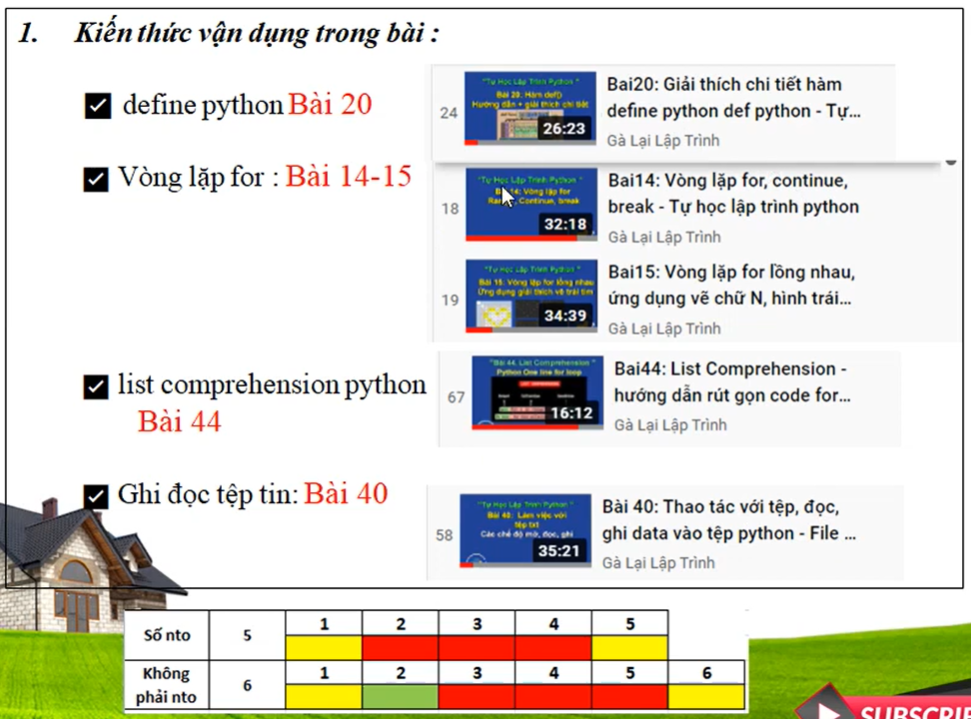 1. Kiến thức vận dụng trong bài :
define python Bài 20
24
"Tự Học Lập Trình Python "
Bài 20: Hàm def()
Hướng dẫn + giải thích chi tiết
26:23
Bai20: Giải thích chi tiết hàm
define python def python - Tự...
Gà Lại Lập Trình
Vòng lặp for : Bài 14-15
18
"Tự Học Lập Trình Python "
Bài 14: Vòng lặp for
Continue, break
32:18
Bai14: Vòng lặp for, continue,
break - Tự học lập trình python
Gà Lại Lập Trình
19
"Tự Học Lập Trình Python "
Bài 15: Vòng lặp for lồng nhau
Ứng dụng giải thích vẽ trái tim
34:39
Bai15: Vòng lặp for lồng nhau,
ứng dụng vẽ chữ N, hình trái...
Gà Lại Lập Trình
list comprehension python
Bài 44
67
"Bài 44. List Comprehension "
Python One line for loop
16:12
Bai44: List Comprehension -
hướng dẫn rút gọn code for...
Gà Lại Lập Trình
Ghi đọc tệp tin: Bài 40
58
"Tự Học Lập Trình Python "
Bài 40: Làm việc với
tệp txt
Các chế độ mở, đọc, ghi
35:21
Bài 40: Thao tác với tệp, đọc,
ghi data vào tệp python - File ...
Gà Lại Lập Trình
Số nto 5 1 2 3 4 5
Không
phải nto 6 1 2 3 4 5 6